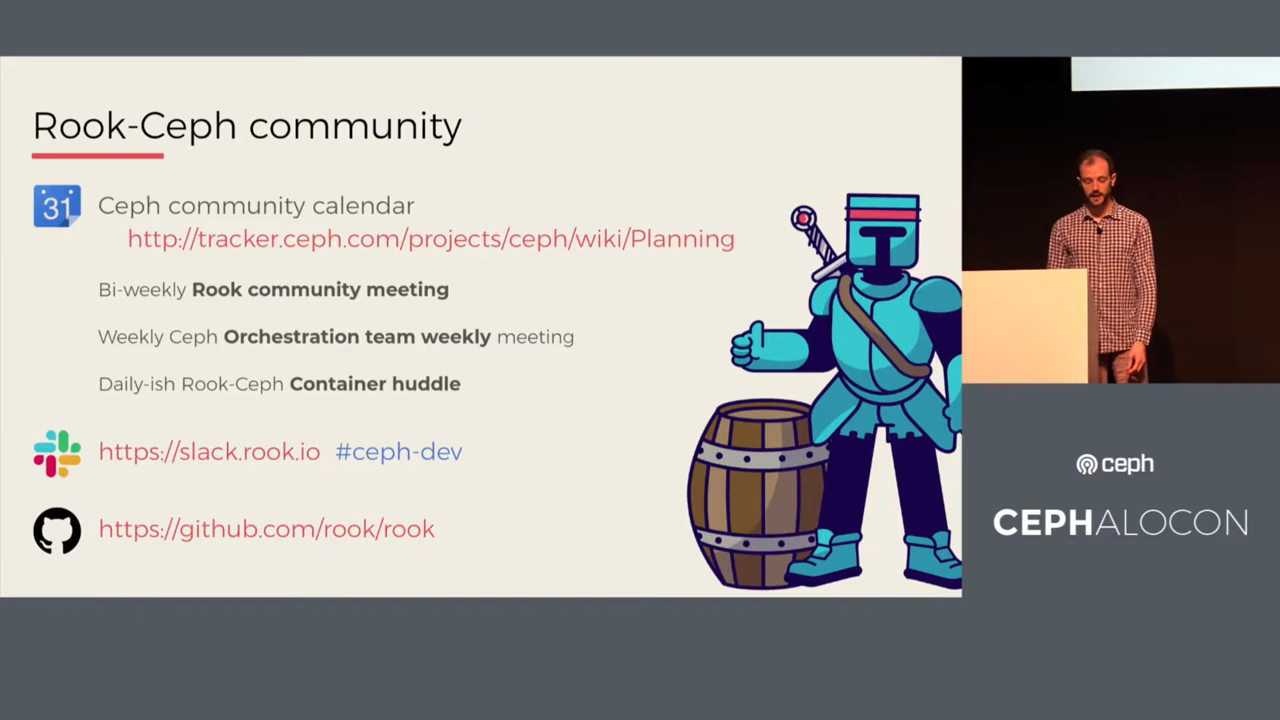 Rook-Ceph community
31
Ceph community calendar
http://tracker.ceph.com/projects/ceph/wiki/Planning
Bi-weekly Rook community meeting
Weekly Ceph Orchestration team weekly meeting
Daily-ish Rook-Ceph Container huddle
https://slack.rook.io #ceph-dev
https://github.com/rook/rook
ceph
CEPHALOCON